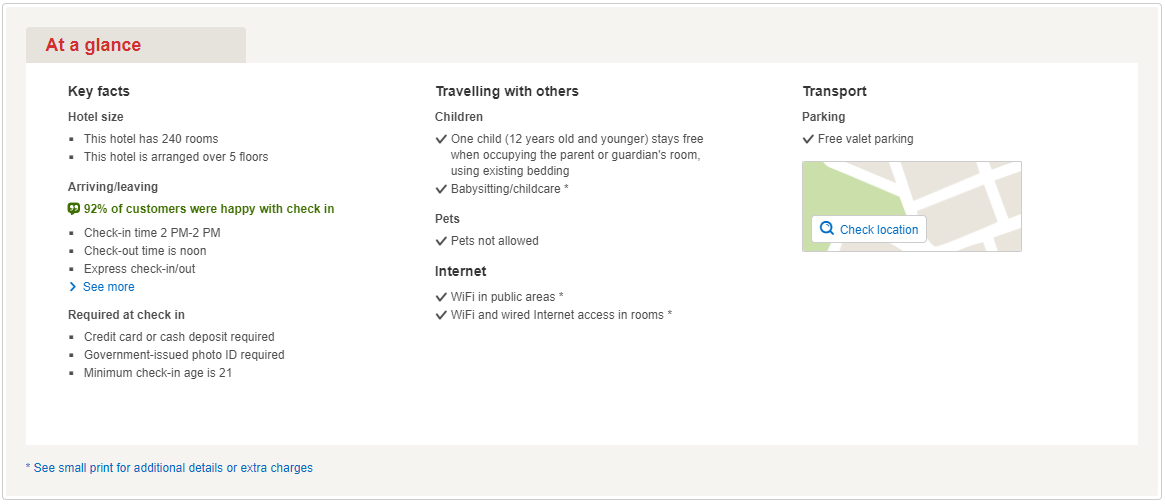 At a glance
Key facts
Hotel size
This hotel has 240 rooms
This hotel is arranged over 5 floors
Arriving/leaving
92% of customers were happy with check in
Check-in time 2 PM-2 PM
Check-out time is noon
Express check-in/out
See more
Required at check in
Credit card or cash deposit required
Government-issued photo ID required
Minimum check-in age is 21
Travelling with others
Children
One child (12 years old and younger) stays free
when occupying the parent or guardian's room,
using existing bedding
Babysitting/childcare *
Pets
Pets not allowed
Internet
WiFi in public areas *
WiFi and wired Internet access in rooms *
Transport
Parking
Free valet parking
Check location
* See small print for additional details or extra charges